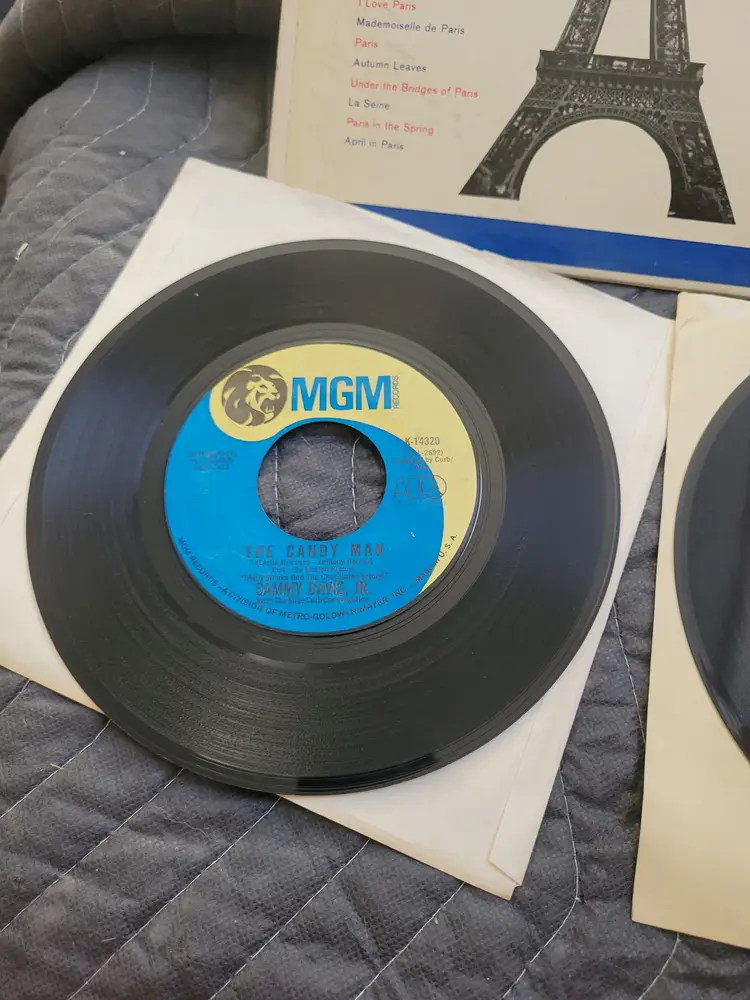 I Love Paris
Mademoiselle de Paris
Paris
Autumn Leaves
Under the Bridges of Paris
La Seine
Paris in the Spring
April in Paris
MGM
RECORDS
K-14320
by Curb
THE CANDY MAN
SAMMY DAVIS, JR.
MGM RECORDS—A DIVISION OF METRO-GOLDWYN-MAYER, INC.
U.S.A.